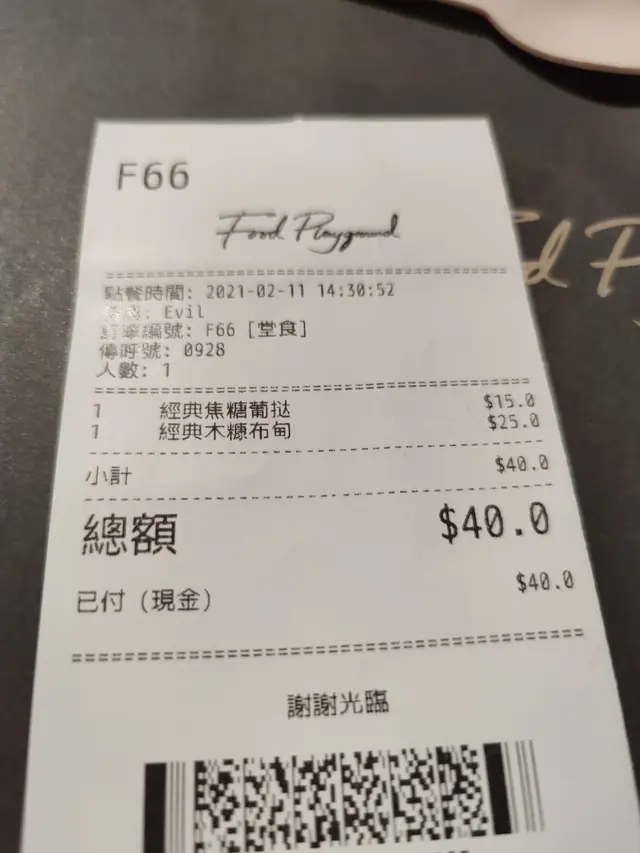 F66
Food Playground
點餐時間: 2021-02-11 14:30:52
: Evil
訂單編號: F66 [堂食]
傳呼號: 0928
人數: 1
1 經典焦糖葡撻 $15.0
1 經典木糠布甸 $25.0
小計 $40.0
總額 $40.0
已付 (現金) $40.0
謝謝光臨
d P